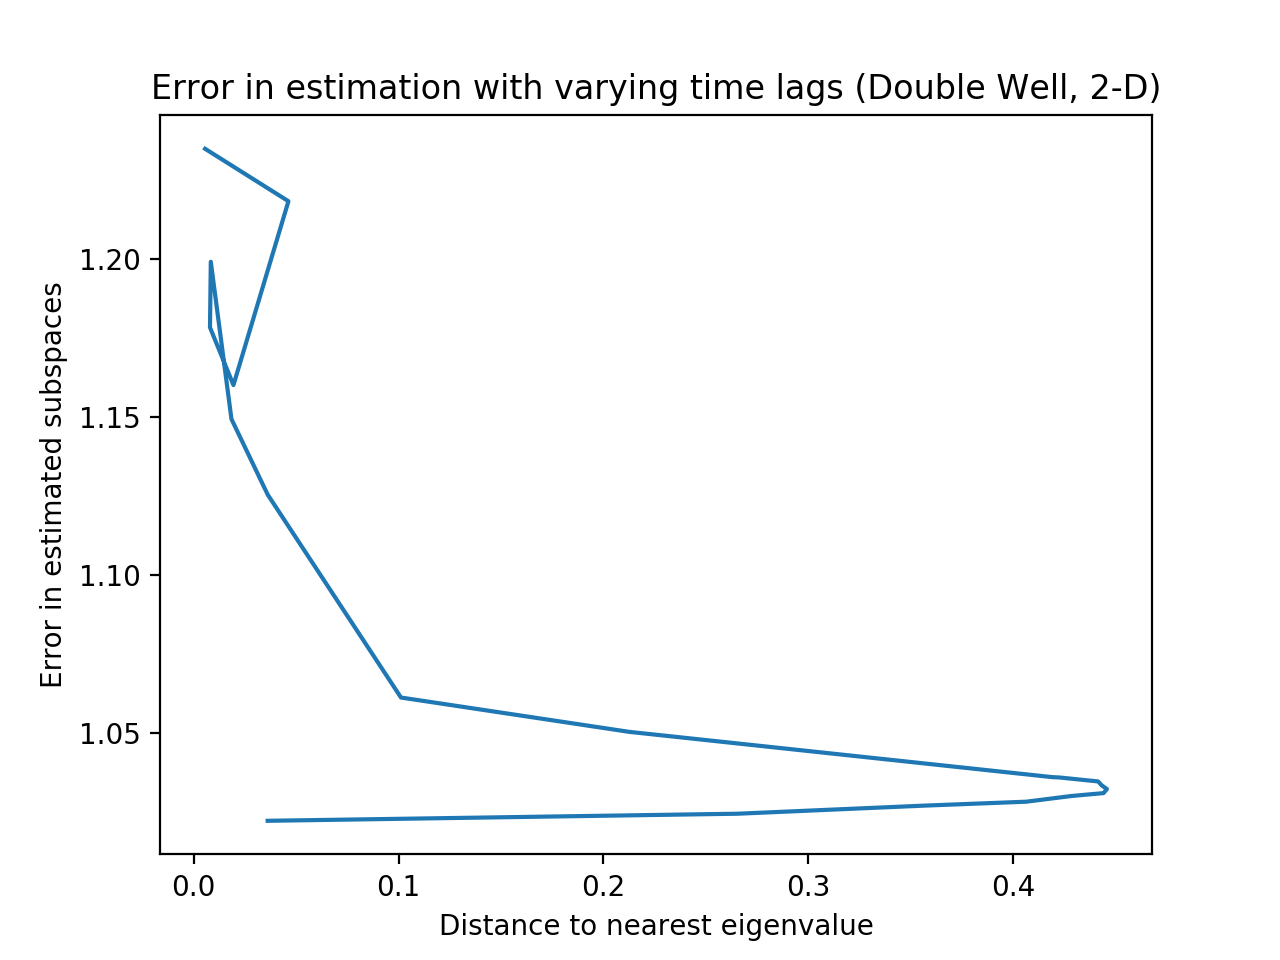 Error in estimation with varying time lags (Double Well, 2-D)
Error in estimated subspaces
1.20
1.15
1.10
1.05
0.0 0.1 0.2 0.3 0.4
Distance to nearest eigenvalue